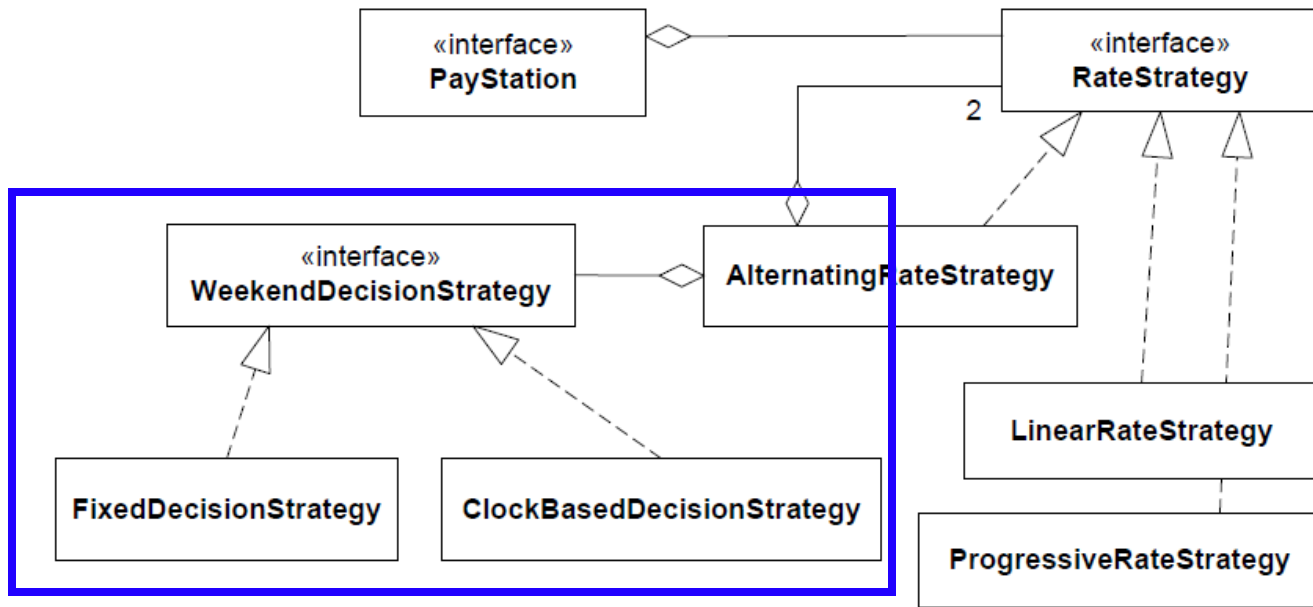 «interface»
PayStation
«interface»
RateStrategy
2
«interface»
WeekendDecisionStrategy
AlternatingRateStrategy
LinearRateStrategy
FixedDecisionStrategy
ClockBasedDecisionStrategy
ProgressiveRateStrategy